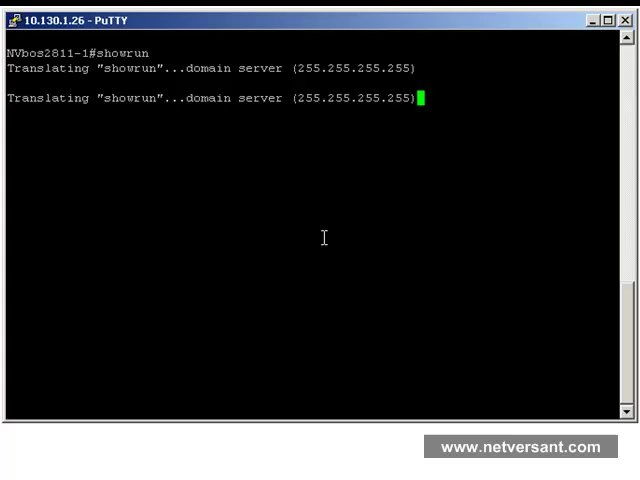 10.130.1.26 - PuTTY
NVbos2811-1#showrun
Translating "showrun"...domain server (255.255.255.255)
Translating "showrun"...domain server (255.255.255.255)
www.netversant.com